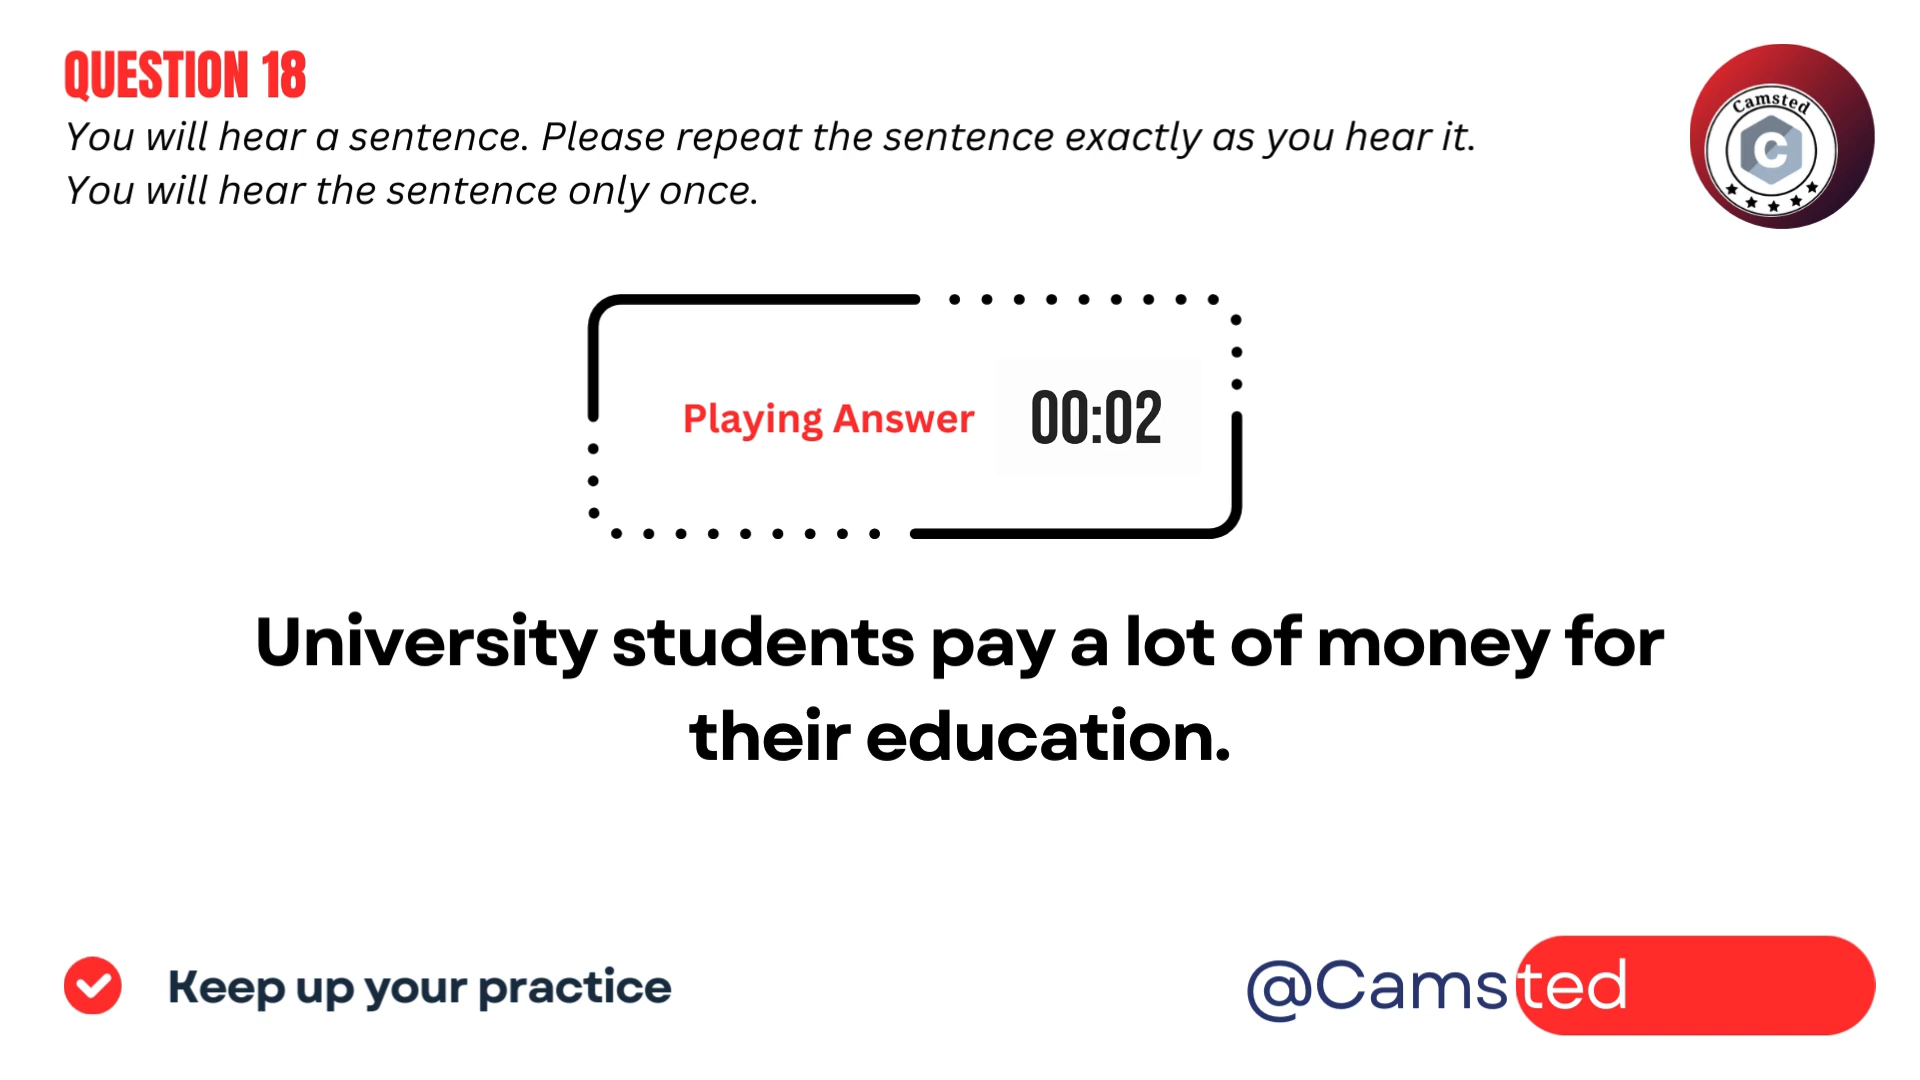 QUESTION 18
You will hear a sentence. Please repeat the sentence exactly as you hear it.
You will hear the sentence only once.
Camsted
C
Playing Answer 00:02
University students pay a lot of money for
their education.
Keep up your practice
@Camsted